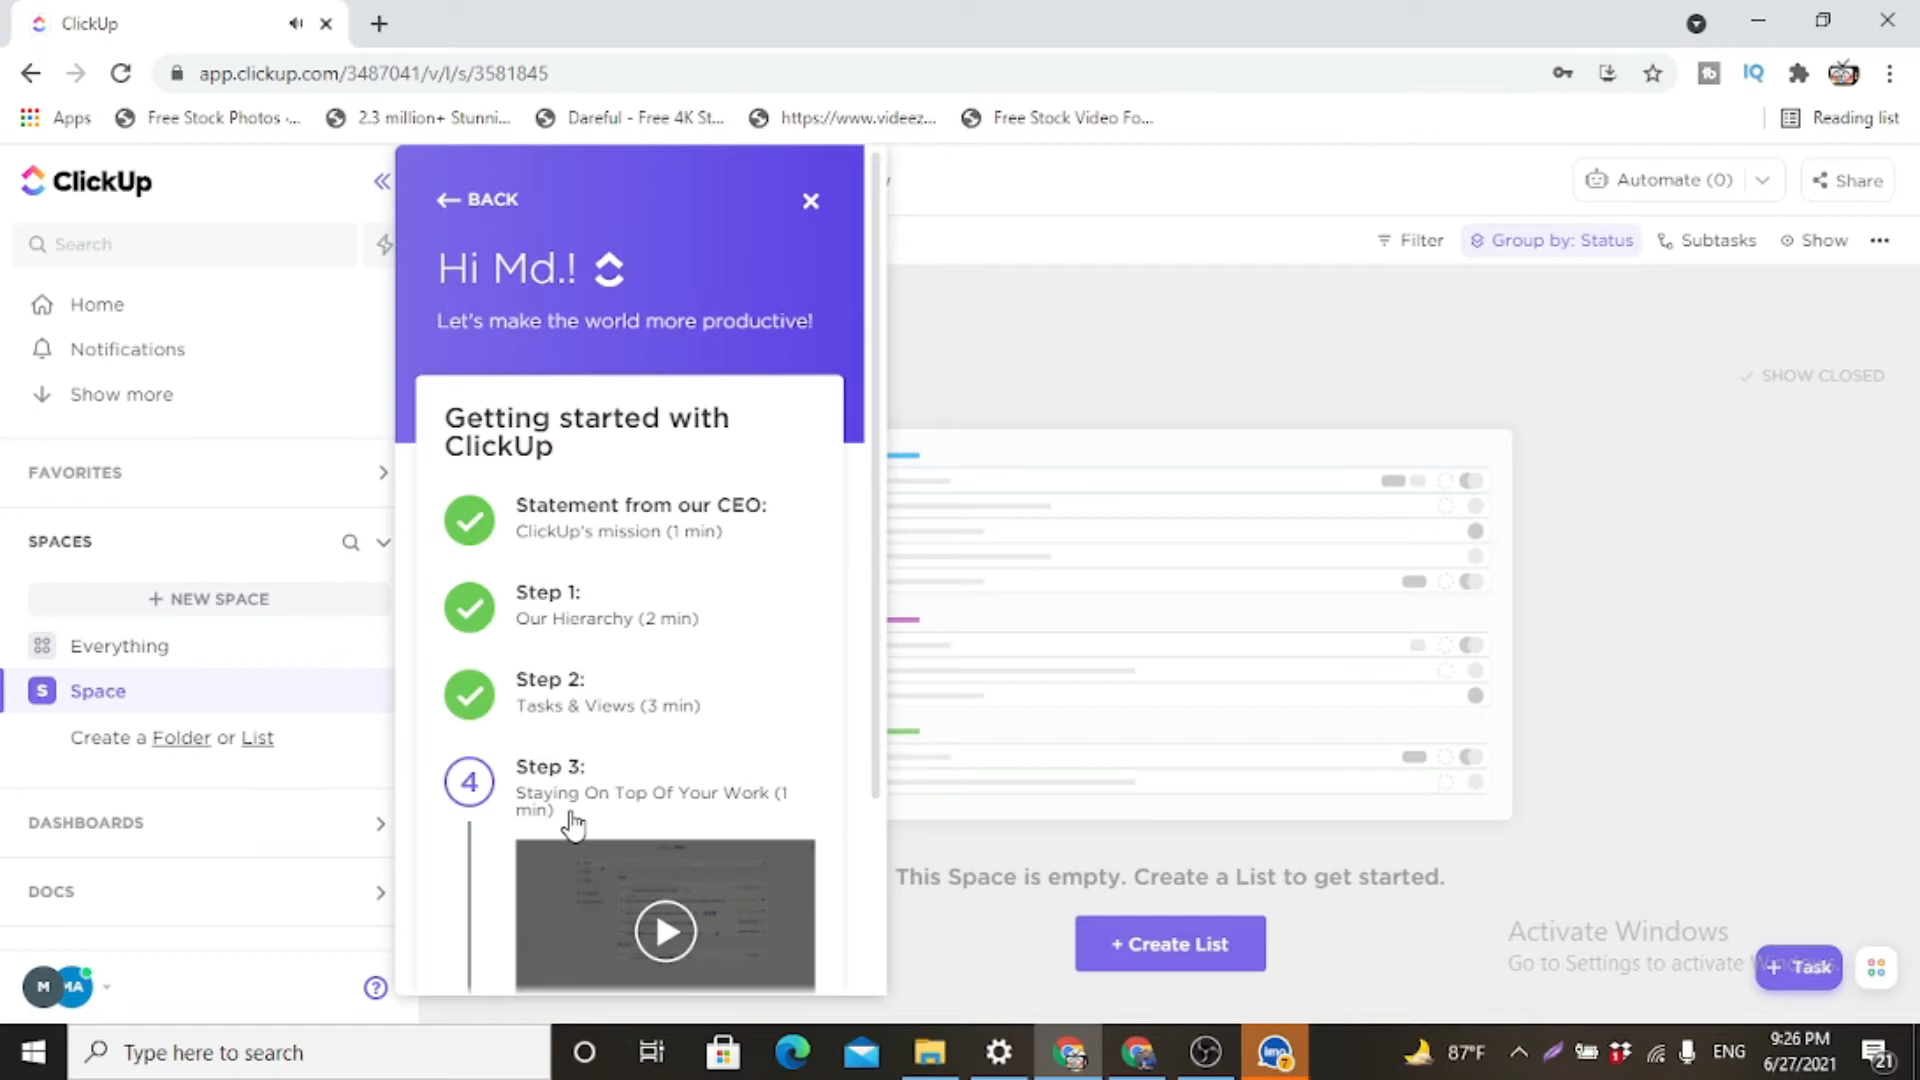 ClickUp
app.clickup.com/3487041/v/l/s/3581845
Apps
Free Stock Photos ·...
2.3 million+ Stunni...
Dareful - Free 4K St...
https://www.videez...
Free Stock Video Fo...
Reading list
ClickUp
Search
Home
Notifications
Show more
FAVORITES
SPACES
+ NEW SPACE
Everything
S Space
Create a Folder or List
DASHBOARDS
DOCS
M MA
BACK
Hi Md.!
Let's make the world more productive!
Getting started with
ClickUp
Statement from our CEO:
ClickUp's mission (1 min)
Step 1:
Our Hierarchy (2 min)
Step 2:
Tasks & Views (3 min)
4
Step 3:
Staying On Top Of Your Work (1
min)
Automate (0)
Share
Filter
Group by: Status
Subtasks
Show
SHOW CLOSED
This Space is empty. Create a List to get started.
+ Create List
Activate Windows
Go to Settings to activate
+ Task
Type here to search
87°F
ENG
9:26 PM
6/27/2021
21